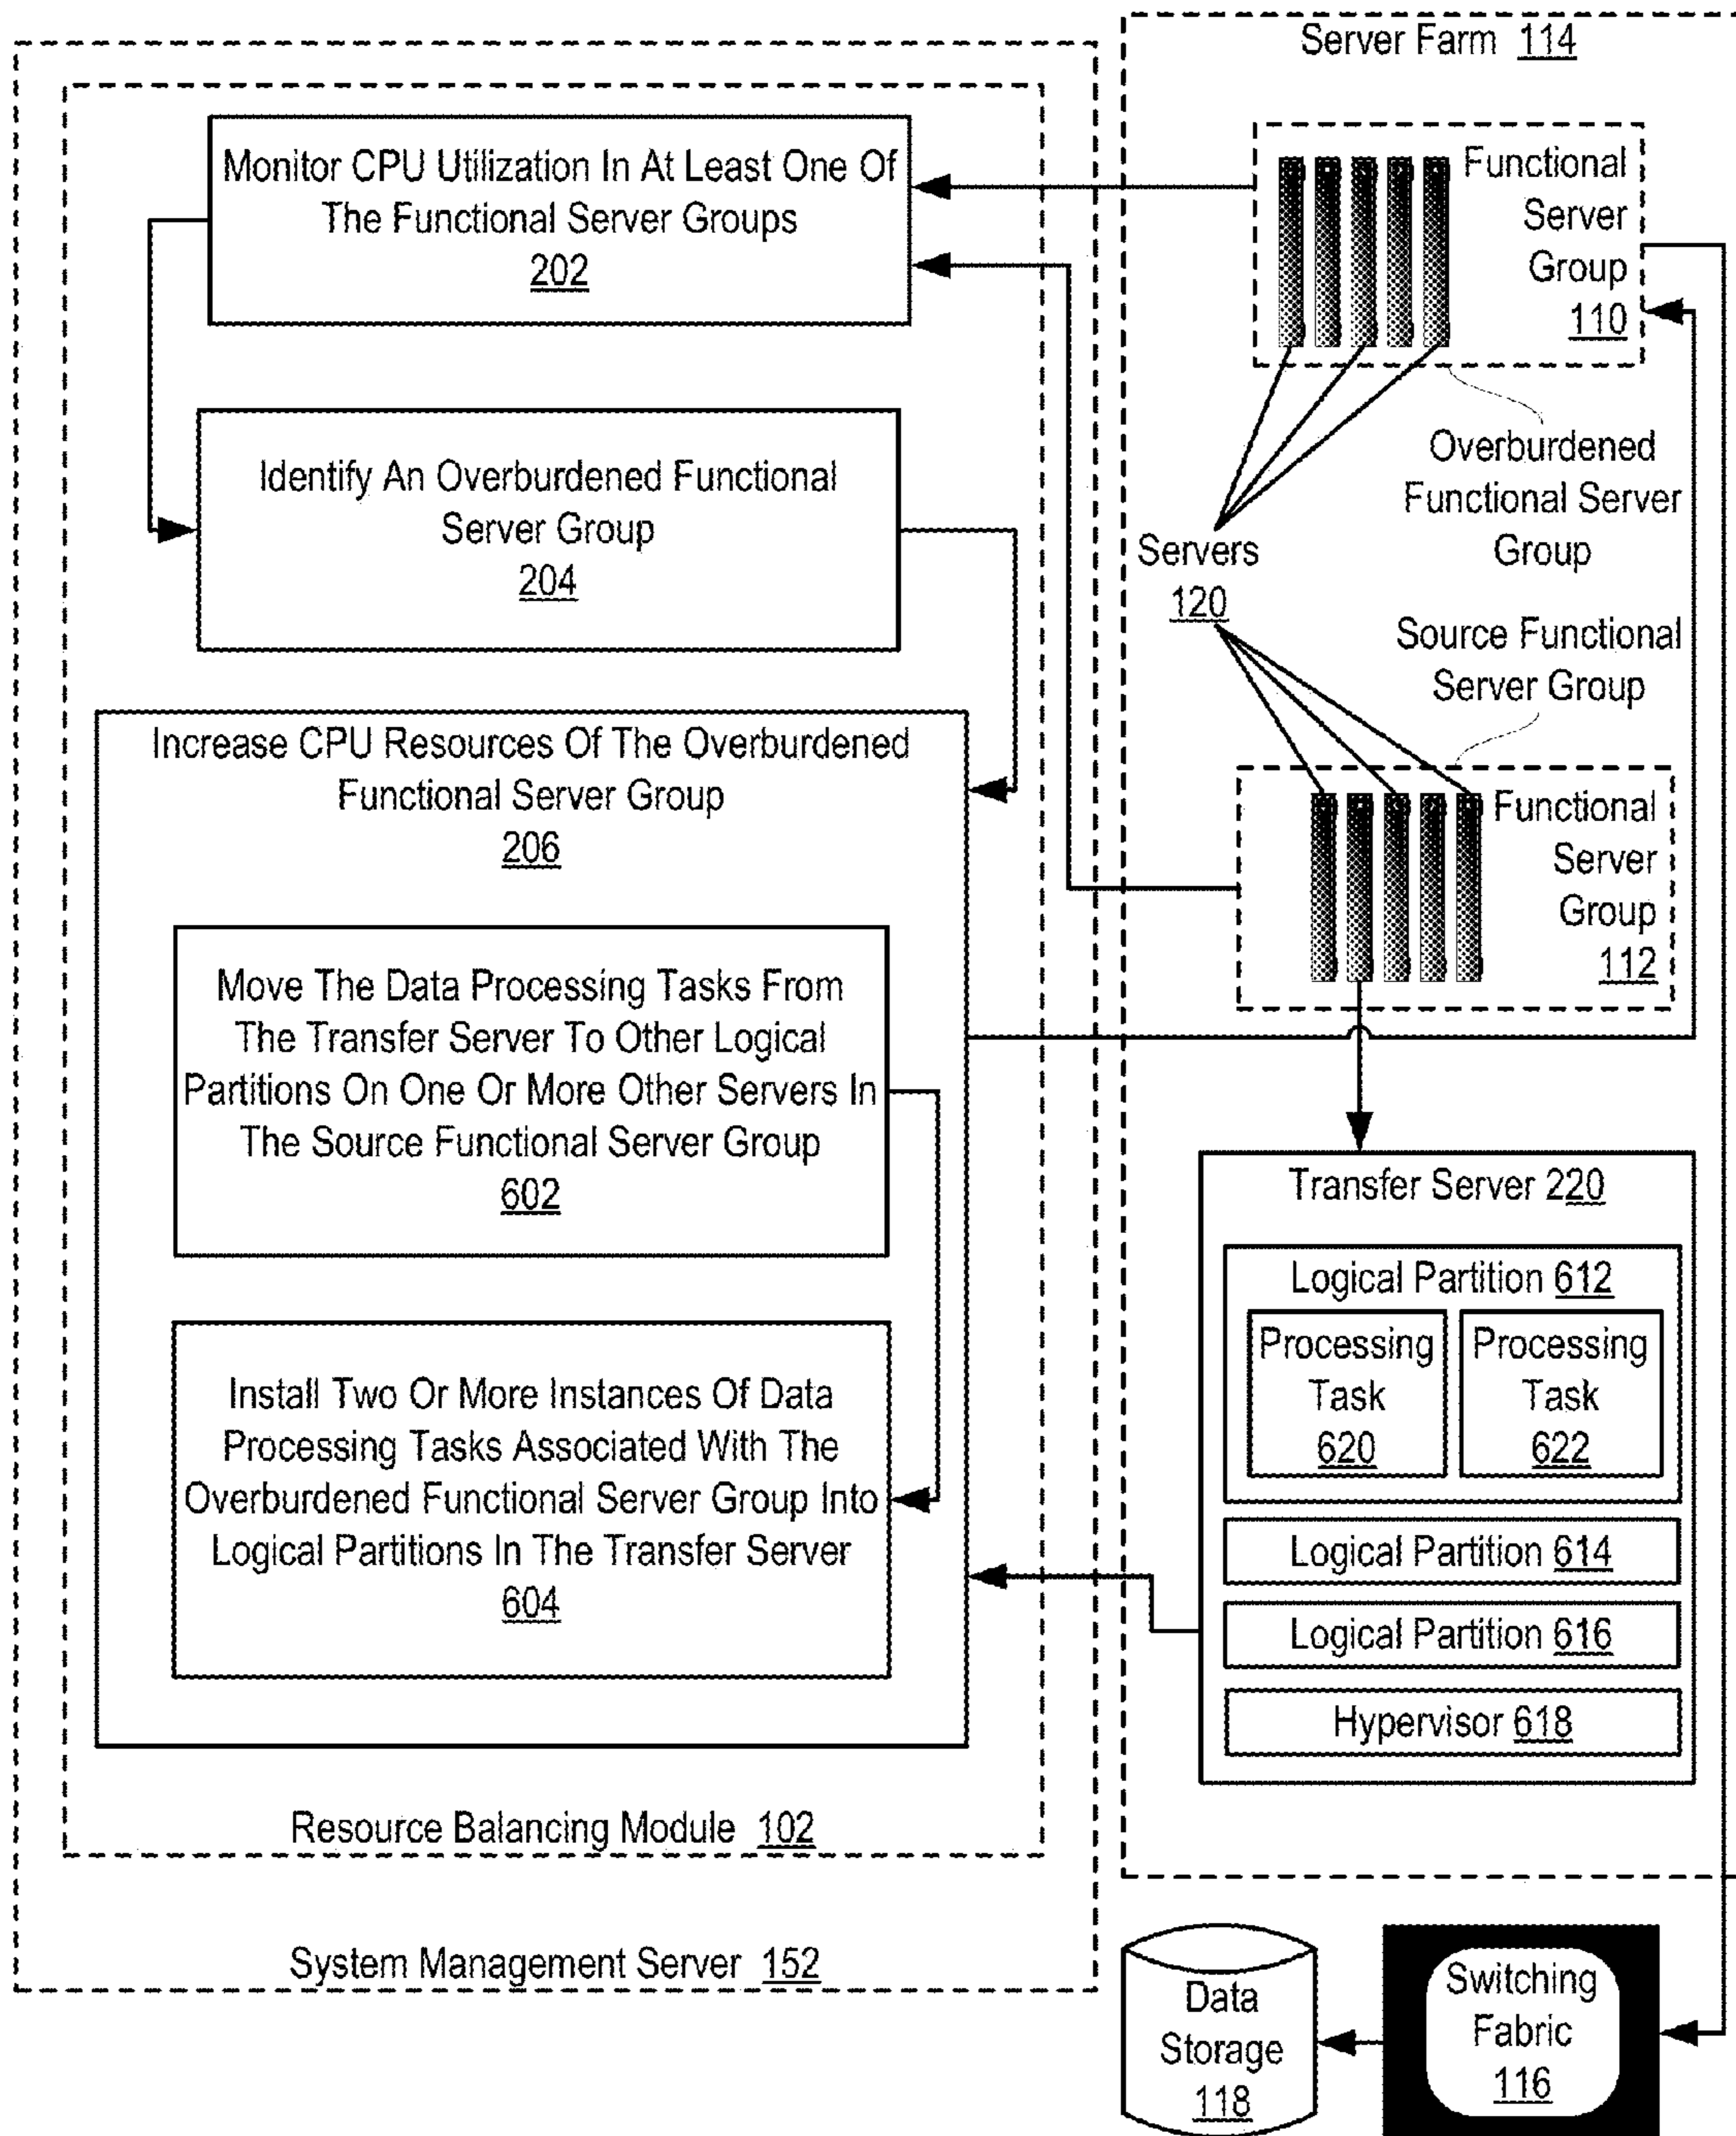 Monitor CPU Utilization In At Least One Of
The Functional Server Groups
202
Identify An Overburdened Functional
Server Group
204
Increase CPU Resources Of The Overburdened
Functional Server Group
206
Move The Data Processing Tasks From
The Transfer Server To Other Logical
Partitions On One Or More Other Servers In
The Source Functional Server Group
602
Install Two Or More Instances Of Data
Processing Tasks Associated With The
Overburdened Functional Server Group Into
Logical Partitions In The Transfer Server
604
Resource Balancing Module 102
System Management Server 152
Server Farm 114
Functional
Server
Group
110
Overburdened
Functional Server
Group
Servers
120
Source Functional
Server Group
Functional
Server
Group
112
Transfer Server 220
Logical Partition 612
Processing
Task
620
Processing
Task
622
Logical Partition 614
Logical Partition 616
Hypervisor 618
Data
Storage
118
Switching
Fabric
116